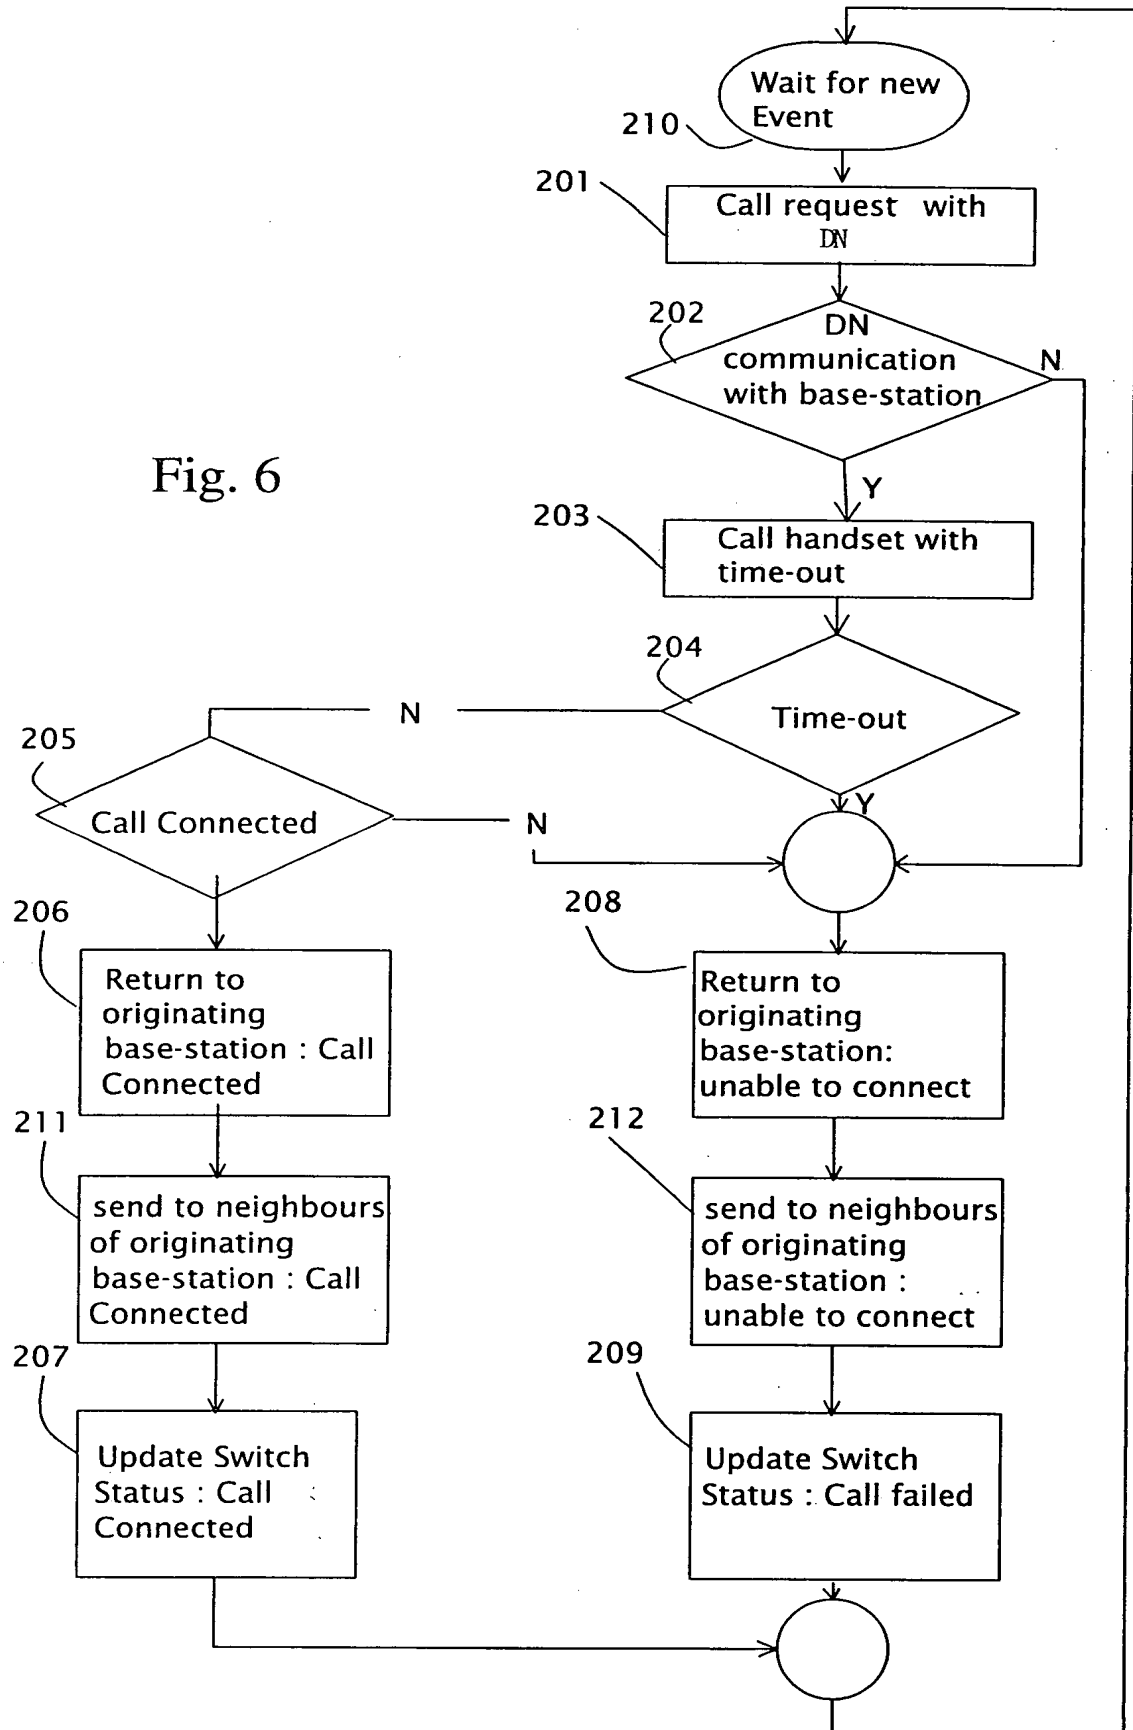 Wait for new
Event
210
201
Call request with
DN
202
DN
communication
with base-station
N
Fig. 6
Y
203
Call handset with
time-out
204
N
Time-out
205
Call Connected
Y
N
206
Return to
originating
base-station : Call
Connected
208
Return to
originating
base-station:
unable to connect
211
send to neighbours
of originating
base-station : Call
Connected
212
send to neighbours
of originating
base-station :
unable to connect
207
Update Switch
Status : Call
Connected
209
Update Switch
Status : Call failed